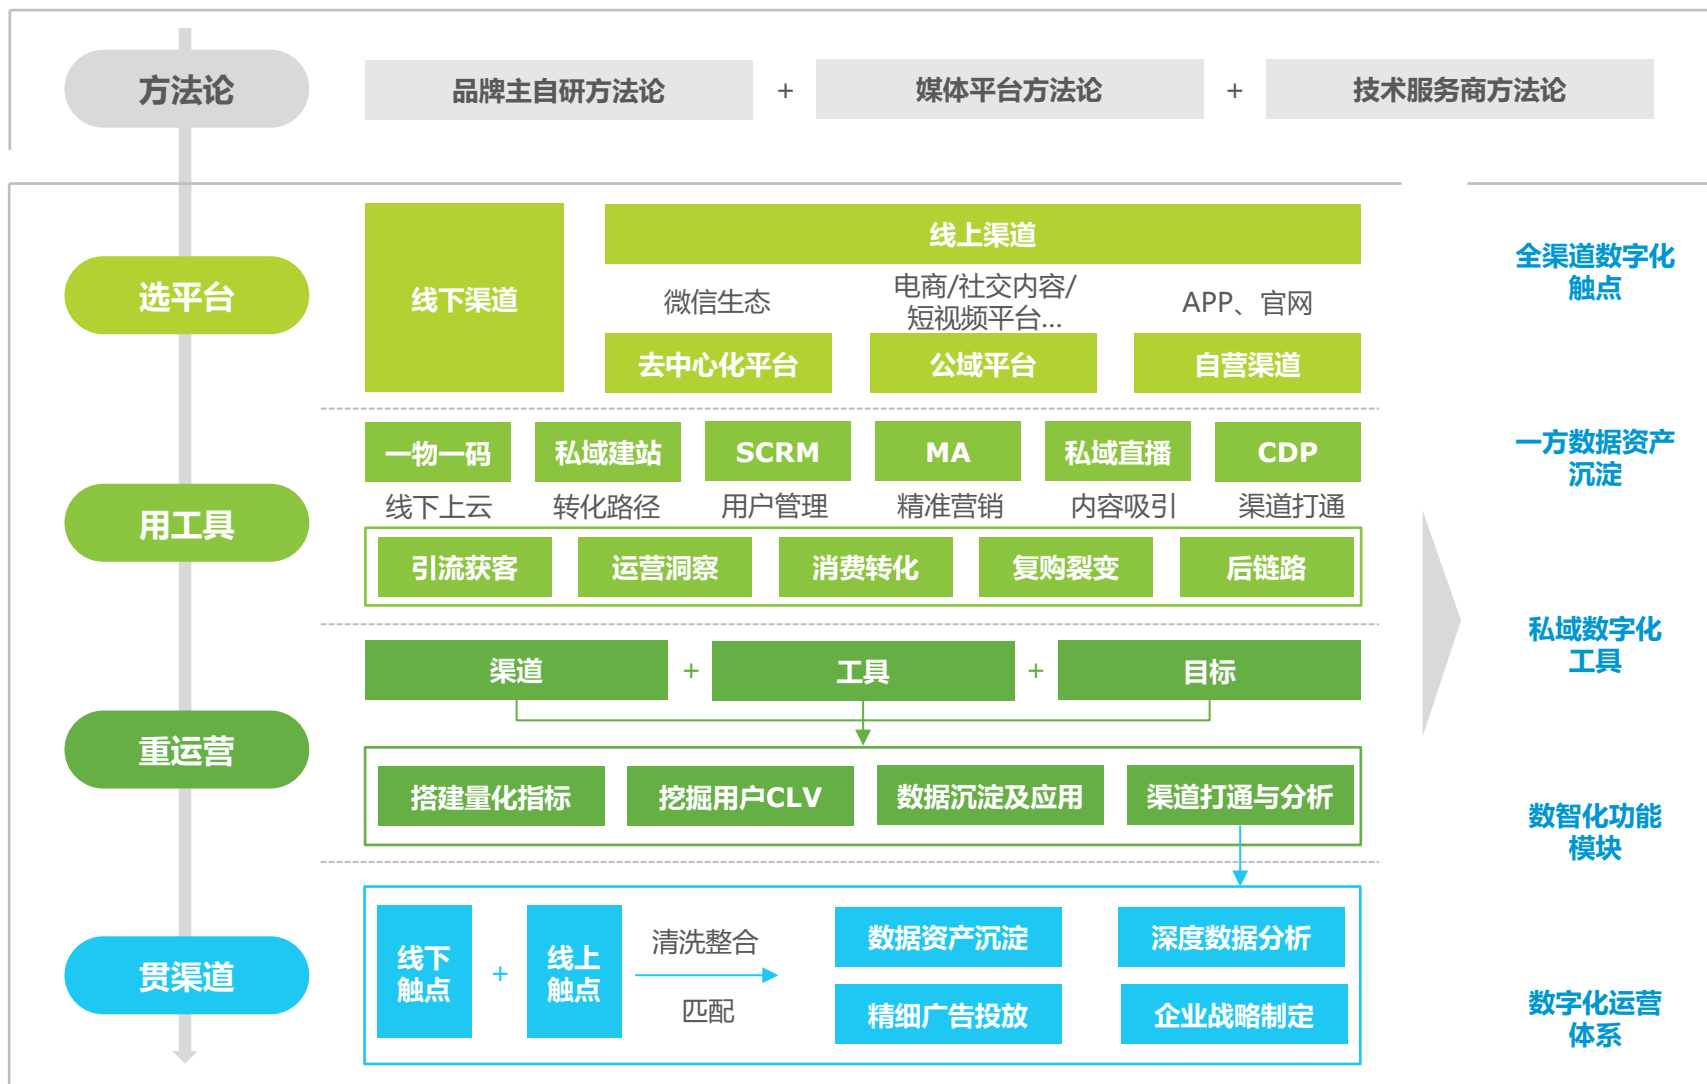 方法论
品牌主自研方法论
+
媒体平台方法论
+
技术服务商方法论
选平台
线下渠道
线上渠道
微信生态
电商/社交内容/
短视频平台...
APP、官网
去中心化平台
公域平台
自营渠道
用工具
一物一码
私域建站
SCRM
MA
私域直播
CDP
线下上云
转化路径
用户管理
精准营销
内容吸引
渠道打通
引流获客
运营洞察
消费转化
复购裂变
后链路
重运营
渠道
+
工具
+
目标
搭建量化指标
挖掘用户CLV
数据沉淀及应用
渠道打通与分析
贯渠道
线下
触点
+
线上
触点
清洗整合
匹配
数据资产沉淀
深度数据分析
精细广告投放
企业战略制定
全渠道数字化
触点
一方数据资产
沉淀
私域数字化
工具
数智化功能
模块
数字化运营
体系